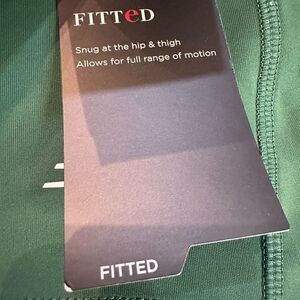 FITTeD
Snug at the hip & thigh
Allows for full range of motion
FITTED